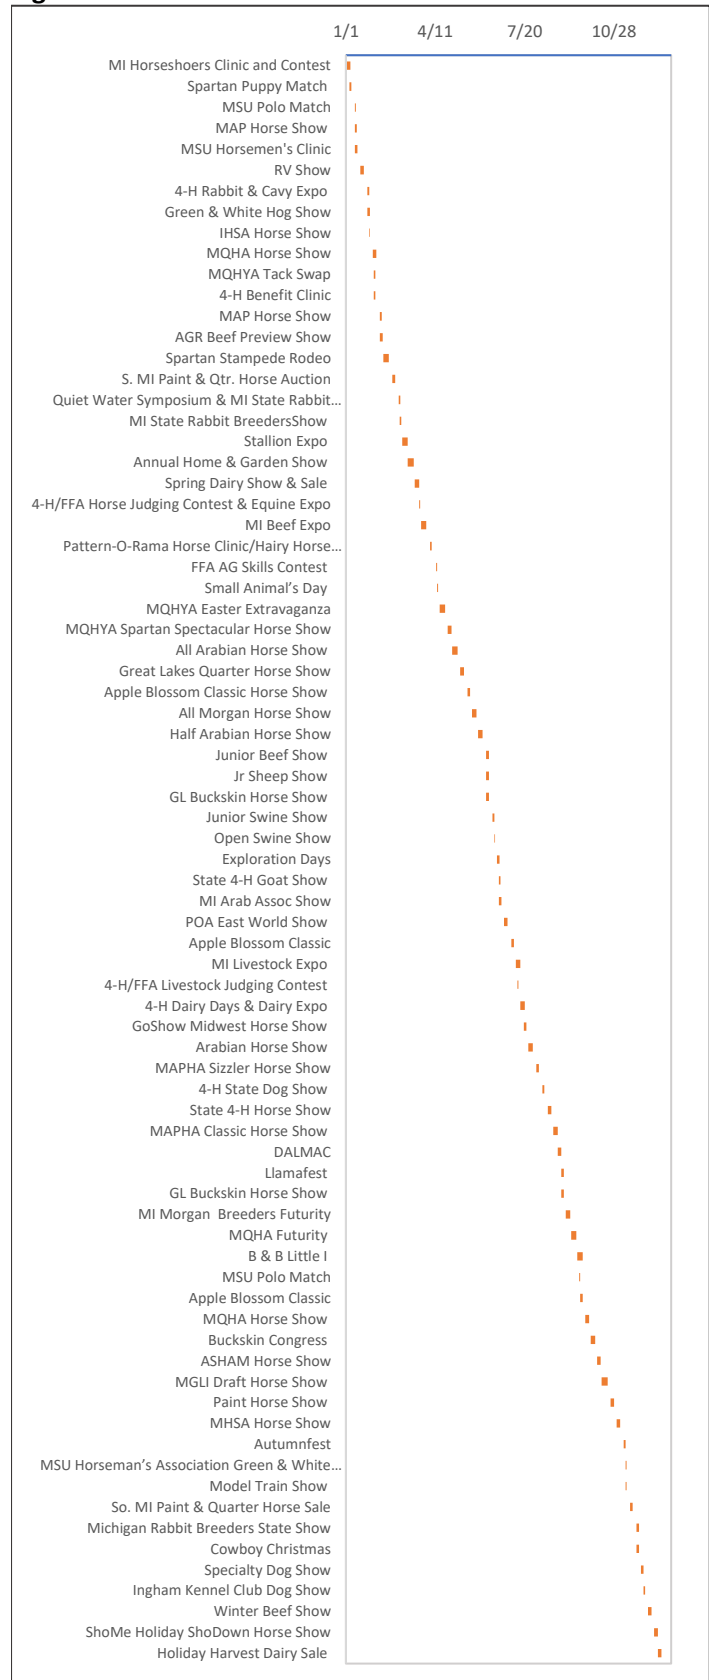 1/1 4/11 7/20 10/28
MI Horseshoers Clinic and Contest
Spartan Puppy Match
MSU Polo Match
MAP Horse Show
MSU Horsemen's Clinic
RV Show
4-H Rabbit & Cavy Expo
Green & White Hog Show
IHSA Horse Show
MQHA Horse Show
MQHYA Tack Swap
4-H Benefit Clinic
MAP Horse Show
AGR Beef Preview Show
Spartan Stampede Rodeo
S. MI Paint & Qtr. Horse Auction
Quiet Water Symposium & MI State Rabbit…
MI State Rabbit BreedersShow
Stallion Expo
Annual Home & Garden Show
Spring Dairy Show & Sale
4-H/FFA Horse Judging Contest & Equine Expo
MI Beef Expo
Pattern-O-Rama Horse Clinic/Hairy Horse…
FFA AG Skills Contest
Small Animal’s Day
MQHYA Easter Extravaganza
MQHYA Spartan Spectacular Horse Show
All Arabian Horse Show
Great Lakes Quarter Horse Show
Apple Blossom Classic Horse Show
All Morgan Horse Show
Half Arabian Horse Show
Junior Beef Show
Jr Sheep Show
GL Buckskin Horse Show
Junior Swine Show
Open Swine Show
Exploration Days
State 4-H Goat Show
MI Arab Assoc Show
POA East World Show
Apple Blossom Classic
MI Livestock Expo
4-H/FFA Livestock Judging Contest
4-H Dairy Days & Dairy Expo
GoShow Midwest Horse Show
Arabian Horse Show
MAPHA Sizzler Horse Show
4-H State Dog Show
State 4-H Horse Show
MAPHA Classic Horse Show
DALMAC
Llamafest
GL Buckskin Horse Show
MI Morgan  Breeders Futurity
MQHA Futurity
B & B Little I
MSU Polo Match
Apple Blossom Classic
MQHA Horse Show
Buckskin Congress
ASHAM Horse Show
MGLI Draft Horse Show
Paint Horse Show
MHSA Horse Show
Autumnfest
MSU Horseman’s Association Green & White…
Model Train Show
So. MI Paint & Quarter Horse Sale
Michigan Rabbit Breeders State Show
Cowboy Christmas
Specialty Dog Show
Ingham Kennel Club Dog Show
Winter Beef Show
ShoMe Holiday ShoDown Horse Show
Holiday Harvest Dairy Sale